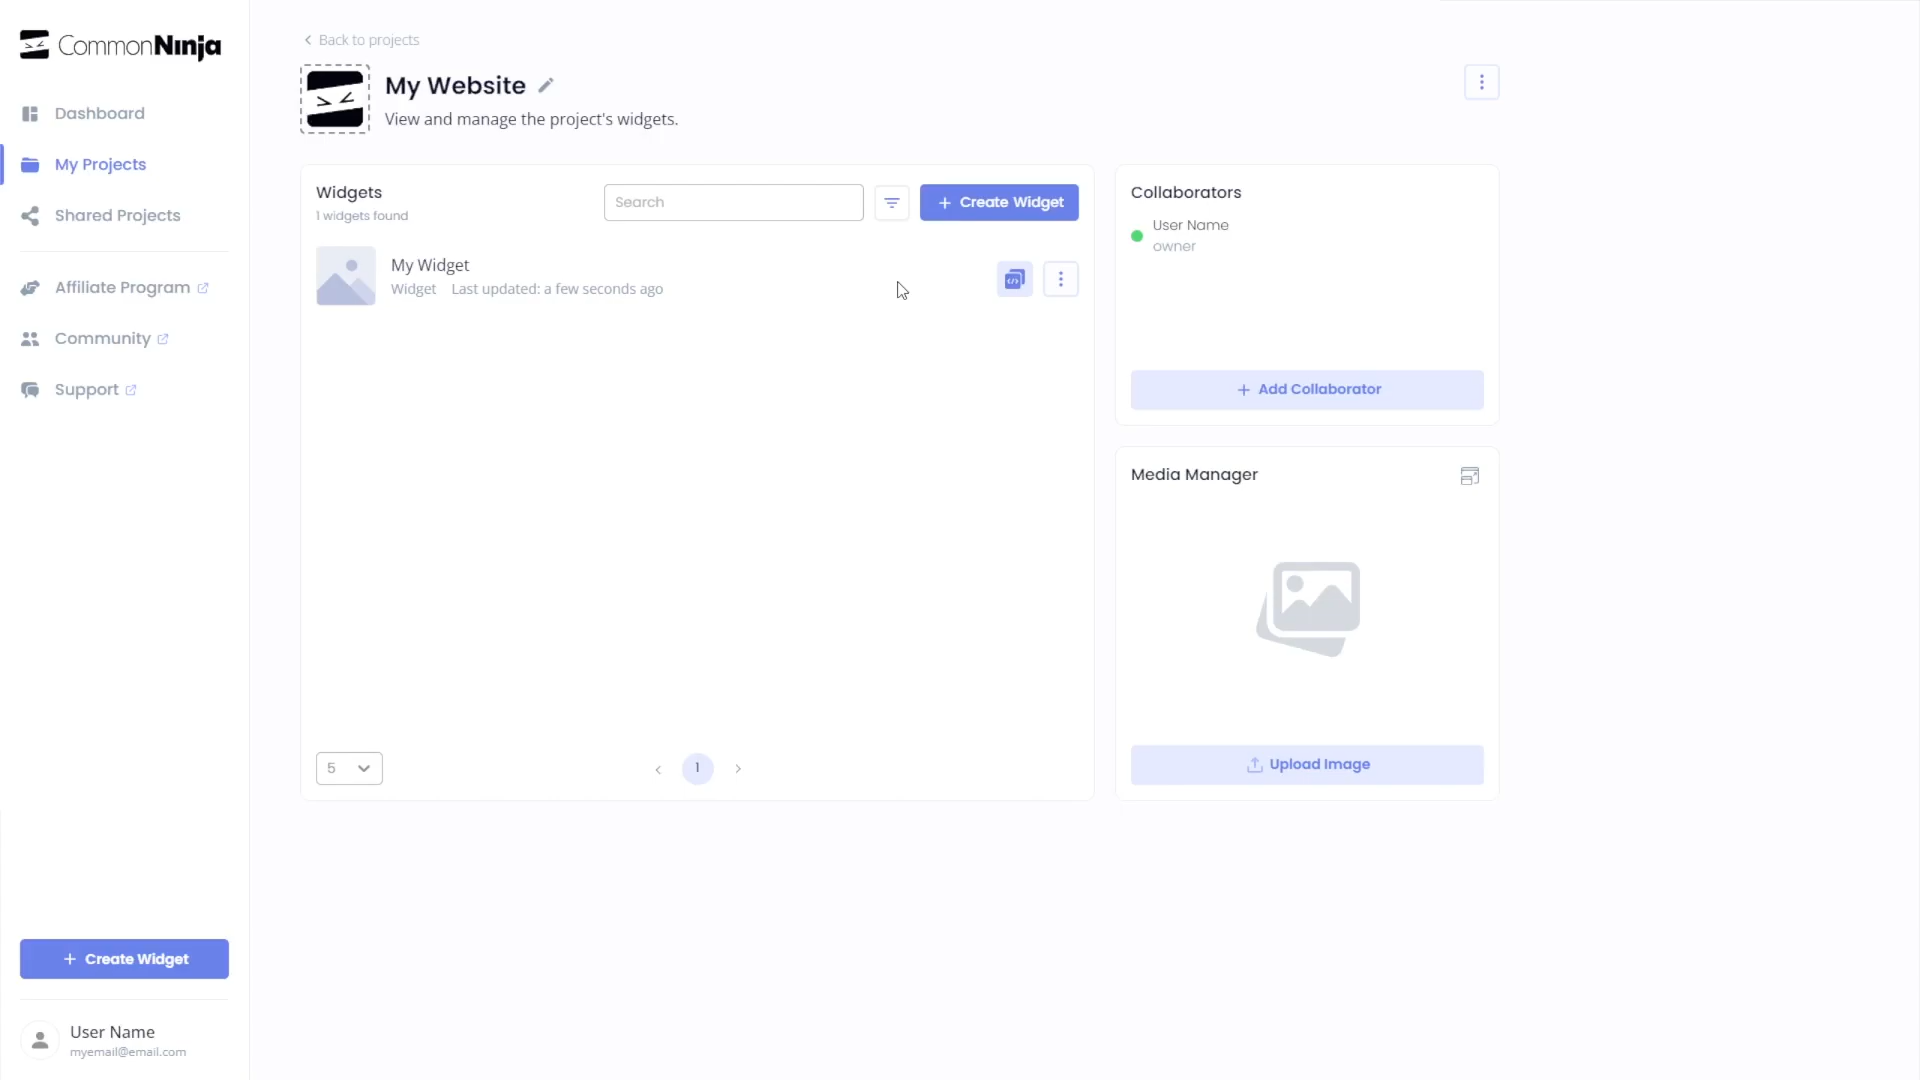 CommonNinja
Dashboard
My Projects
Shared Projects
Affiliate Program
Community
Support
Create Widget
User Name
myemail@email.com
Back to projects
My Website
View and manage the project's widgets.
Widgets
1 widgets found
Search
Create Widget
My Widget
Widget Last updated: a few seconds ago
5
1
Collaborators
User Name
owner
Add Collaborator
Media Manager
Upload Image